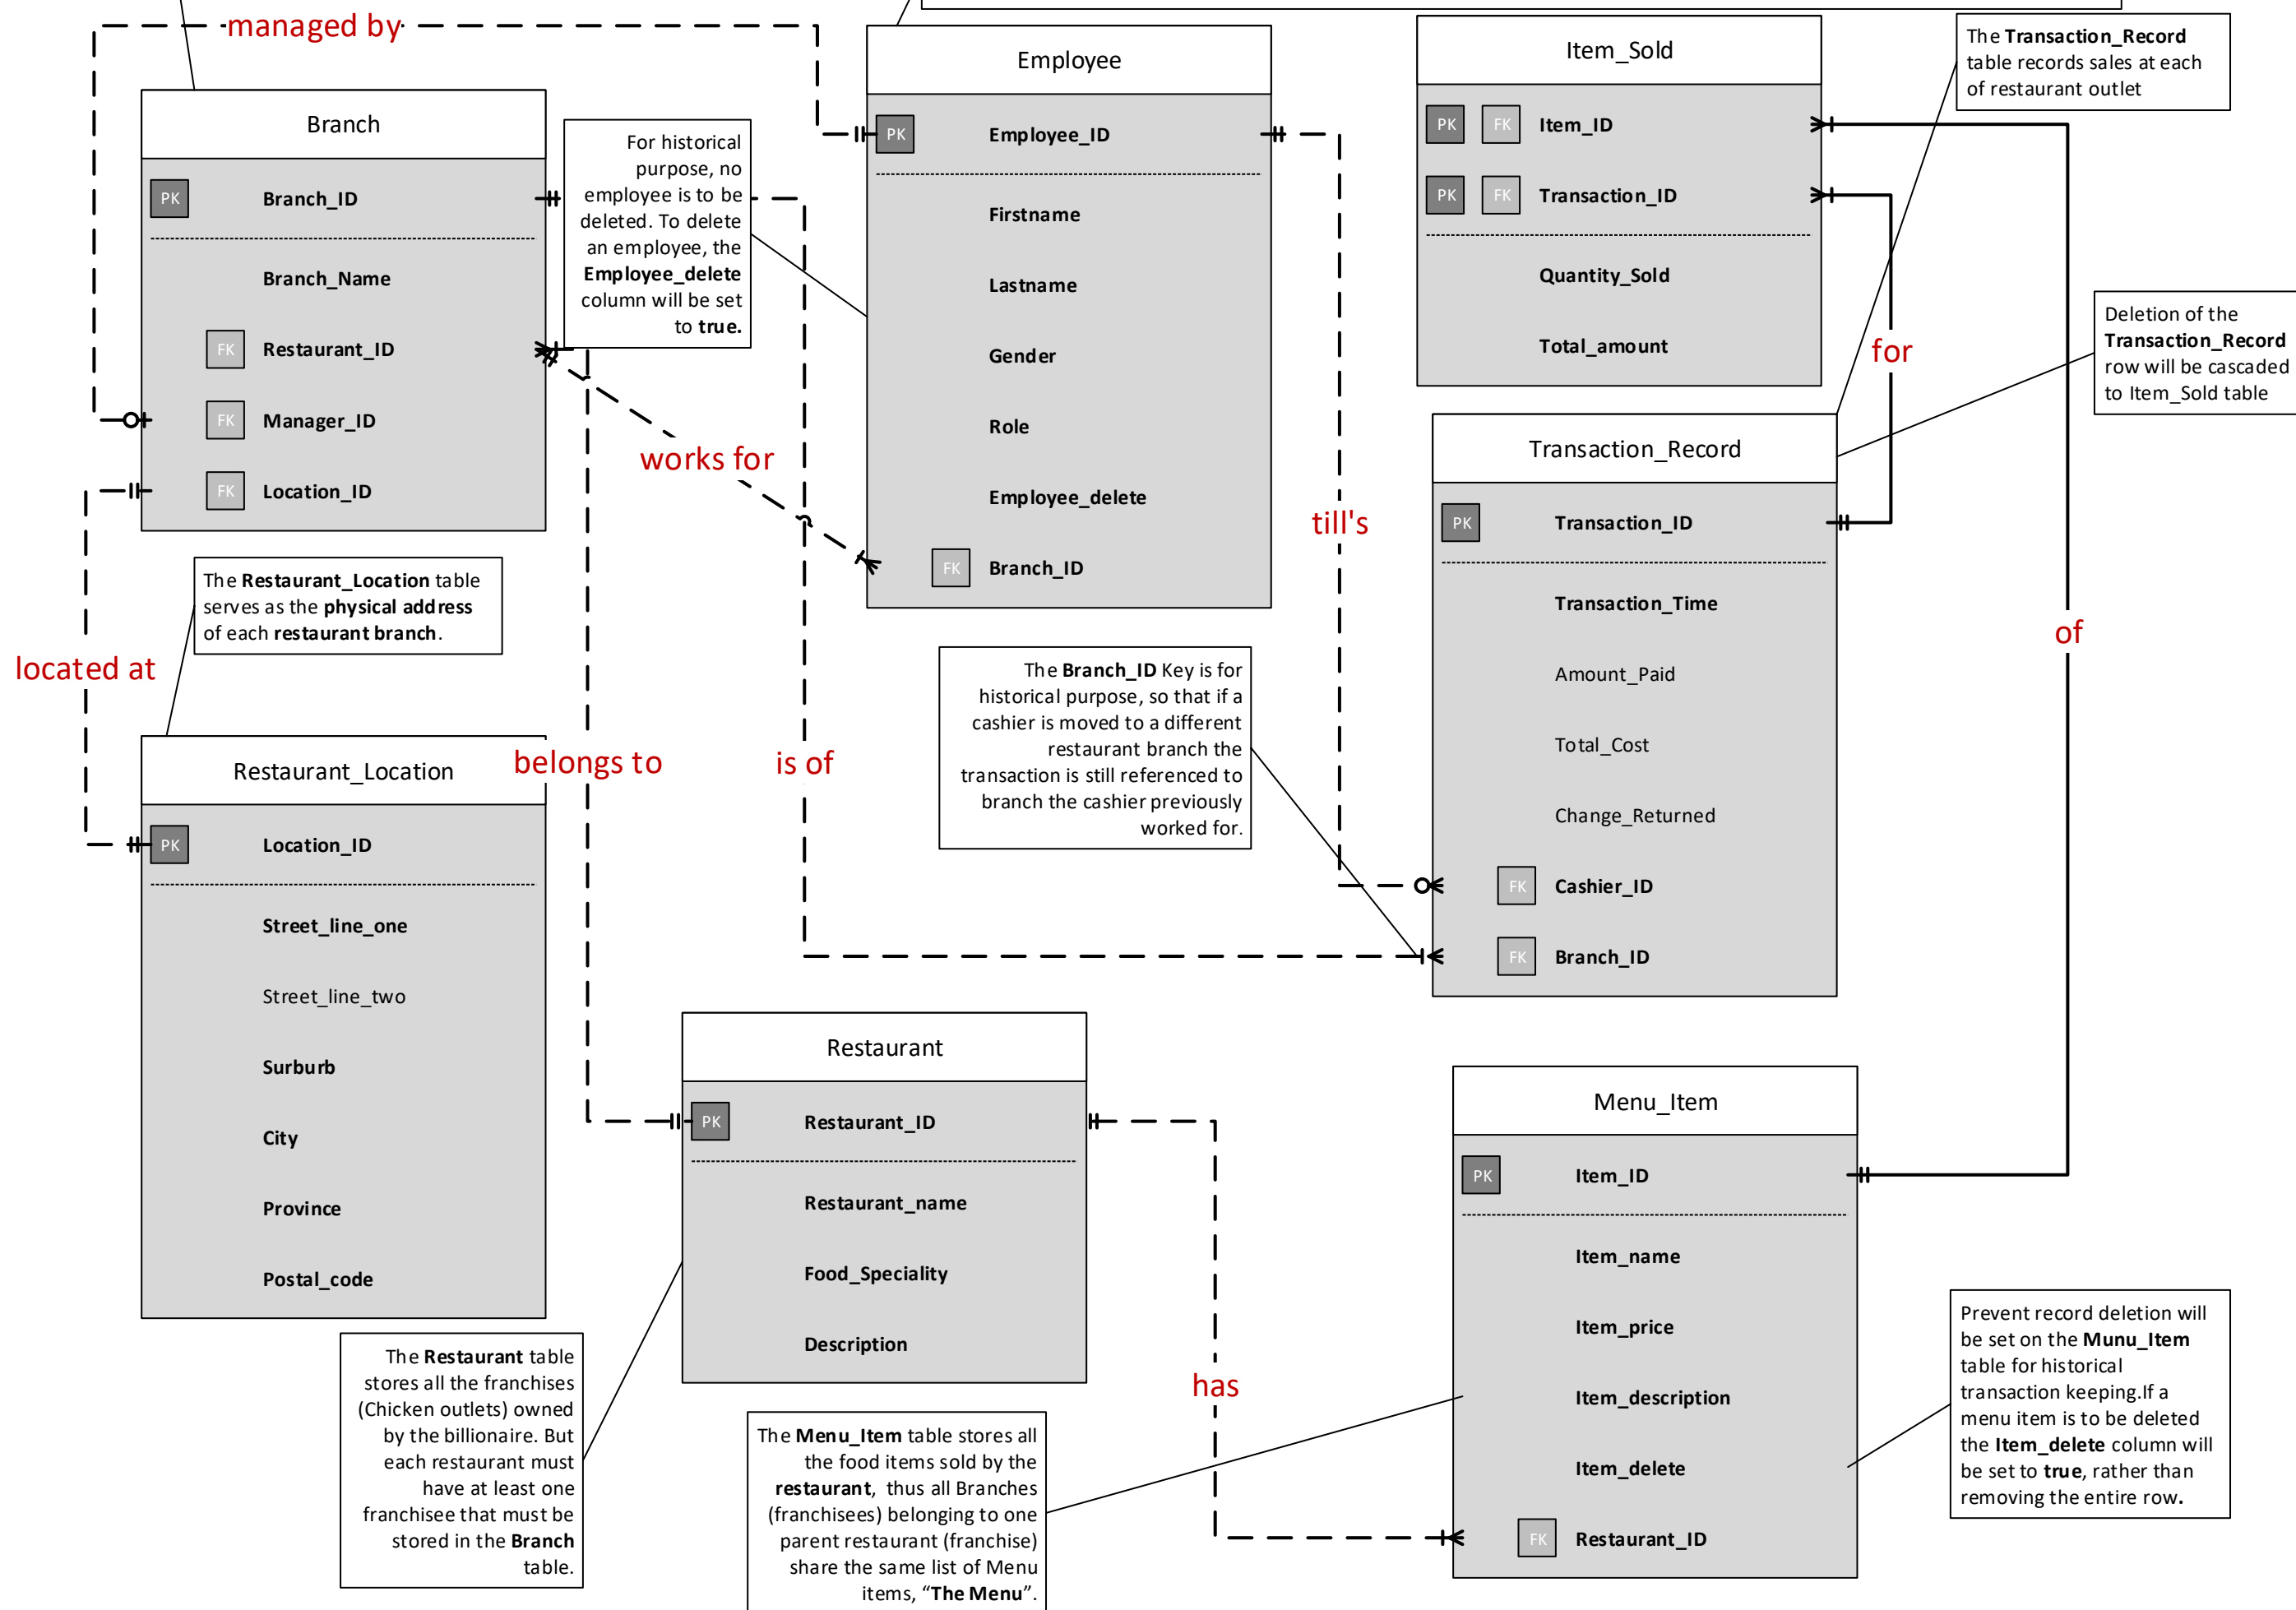 managed by
Branch
PK
Branch_ID
Branch_Name
FK
Restaurant_ID
FK
Manager_ID
FK
Location_ID
For historical
purpose, no
employee is to be
deleted. To delete
an employee, the
Employee_delete
column will be set
to true.
Employee
PK
Employee_ID
Firstname
Lastname
Gender
Role
Employee_delete
FK
Branch_ID
Item_Sold
PK FK Item_ID
PK FK Transaction_ID
Quantity_Sold
Total_amount
The Transaction_Record
table records sales at each
of restaurant outlet
Deletion of the
Transaction_Record
row will be cascaded
to Item_Sold table
for
works for
till's
of
Transaction_Record
PK
Transaction_ID
Transaction_Time
Amount_Paid
Total_Cost
Change_Returned
FK
Cashier_ID
FK
Branch_ID
The Restaurant_Location table
serves as the physical address
of each restaurant branch.
located at
The Branch_ID Key is for
historical purpose, so that if a
cashier is moved to a different
restaurant branch the
transaction is still referenced to
branch the cashier previously
worked for.
belongs to
is of
Restaurant_Location
PK
Location_ID
Street_line_one
Street_line_two
Surburb
City
Province
Postal_code
Restaurant
PK
Restaurant_ID
Restaurant_name
Food_Speciality
Description
has
Menu_Item
PK
Item_ID
Item_name
Item_price
Item_description
Item_delete
FK
Restaurant_ID
The Restaurant table
stores all the franchises
(Chicken outlets) owned
by the billionaire. But
each restaurant must
have at least one
franchisee that must be
stored in the Branch
table.
The Menu_Item table stores all
the food items sold by the
restaurant, thus all Branches
(franchisees) belonging to one
parent restaurant (franchise)
share the same list of Menu
items, “The Menu”.
Prevent record deletion will
be set on the Munu_Item
table for historical
transaction keeping.If a
menu item is to be deleted
the Item_delete column will
be set to true, rather than
removing the entire row.